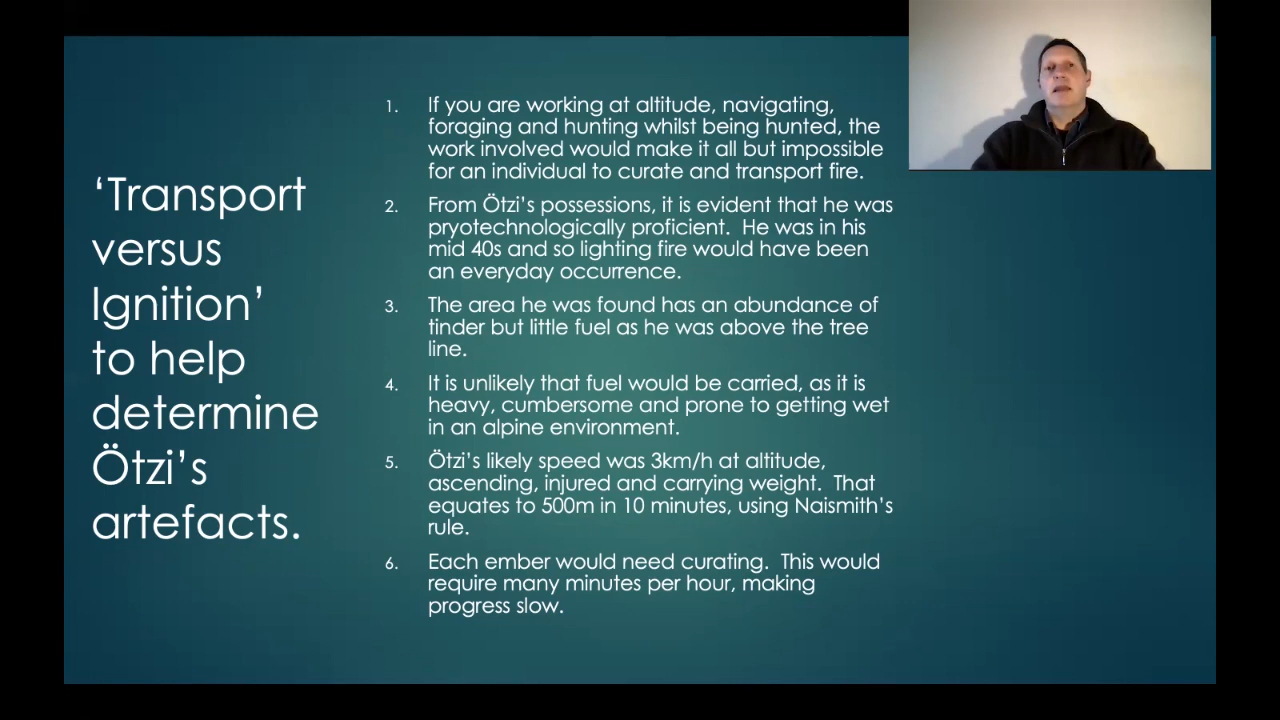 ‘Transport
versus
Ignition’
to help
determine
Ötzi’s
artefacts.
1. If you are working at altitude, navigating,
foraging and hunting whilst being hunted, the
work involved would make it all but impossible
for an individual to curate and transport fire.
2. From Ötzi’s possessions, it is evident that he was
pryotechnologically proficient.  He was in his
mid 40s and so lighting fire would have been
an everyday occurrence.
3. The area he was found has an abundance of
tinder but little fuel as he was above the tree
line.
4. It is unlikely that fuel would be carried, as it is
heavy, cumbersome and prone to getting wet
in an alpine environment.
5. Ötzi’s likely speed was 3km/h at altitude,
ascending, injured and carrying weight.  That
equates to 500m in 10 minutes, using Naismith’s
rule.
6. Each ember would need curating.  This would
require many minutes per hour, making
progress slow.